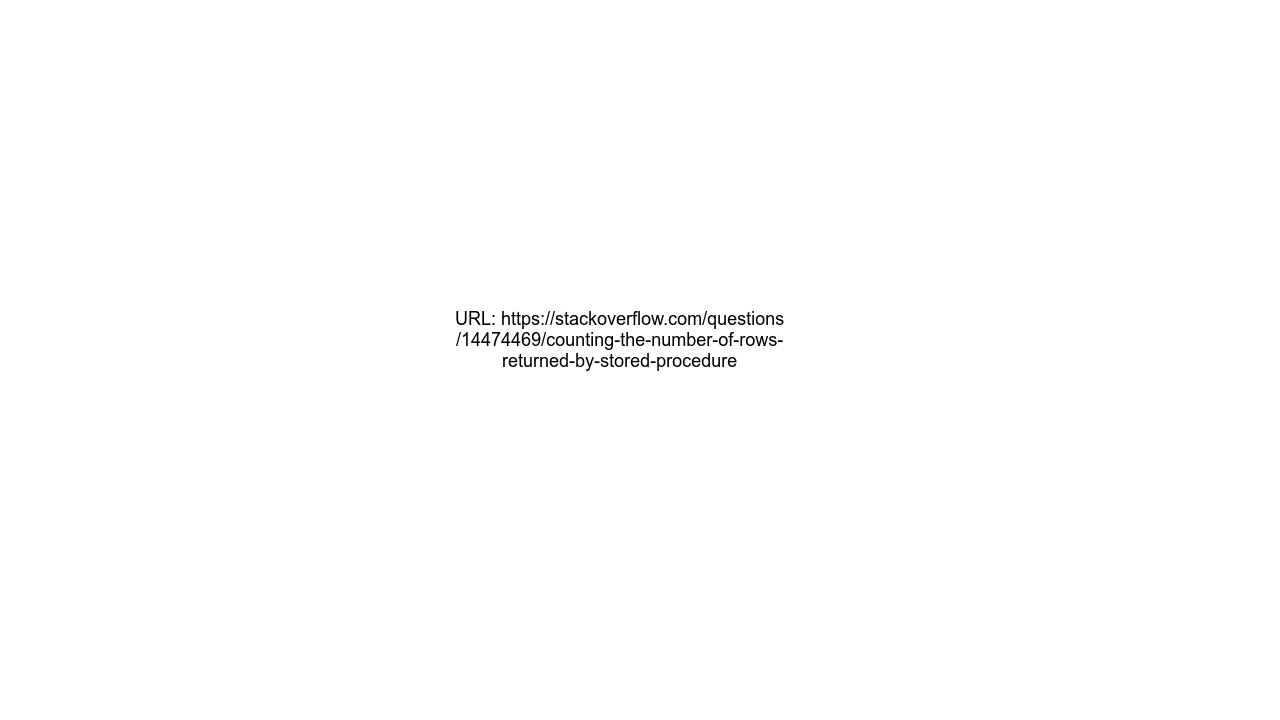 URL: https://stackoverflow.com/questions
/14474469/counting-the-number-of-rows-
returned-by-stored-procedure